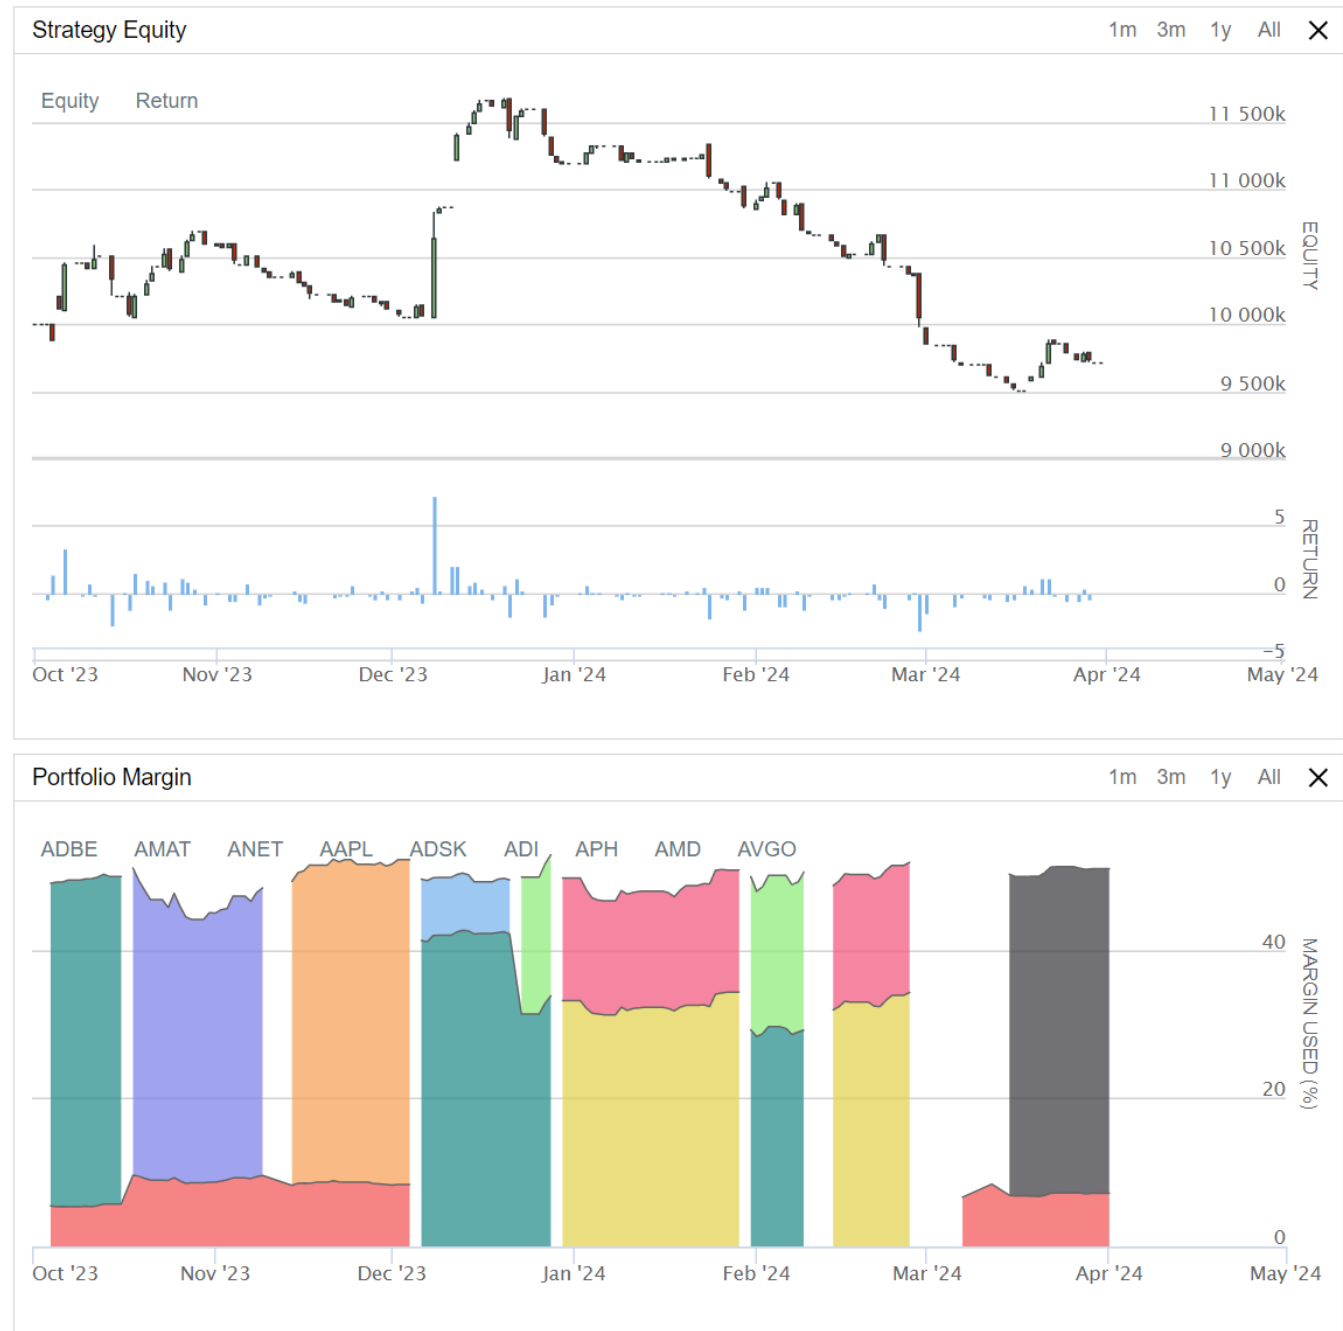 Strategy Equity 1m 3m 1y All
Equity Return
11 500k
11 000k
10 500k
10 000k
9 500k
9 000k
EQUITY
5
0
−5
RETURN
Oct '23 Nov '23 Dec '23 Jan '24 Feb '24 Mar '24 Apr '24 May '24
Portfolio Margin 1m 3m 1y All
ADBE AMAT ANET AAPL ADSK ADI APH AMD AVGO
40
20
0
MARGIN USED (%)
Oct '23 Nov '23 Dec '23 Jan '24 Feb '24 Mar '24 Apr '24 May '24